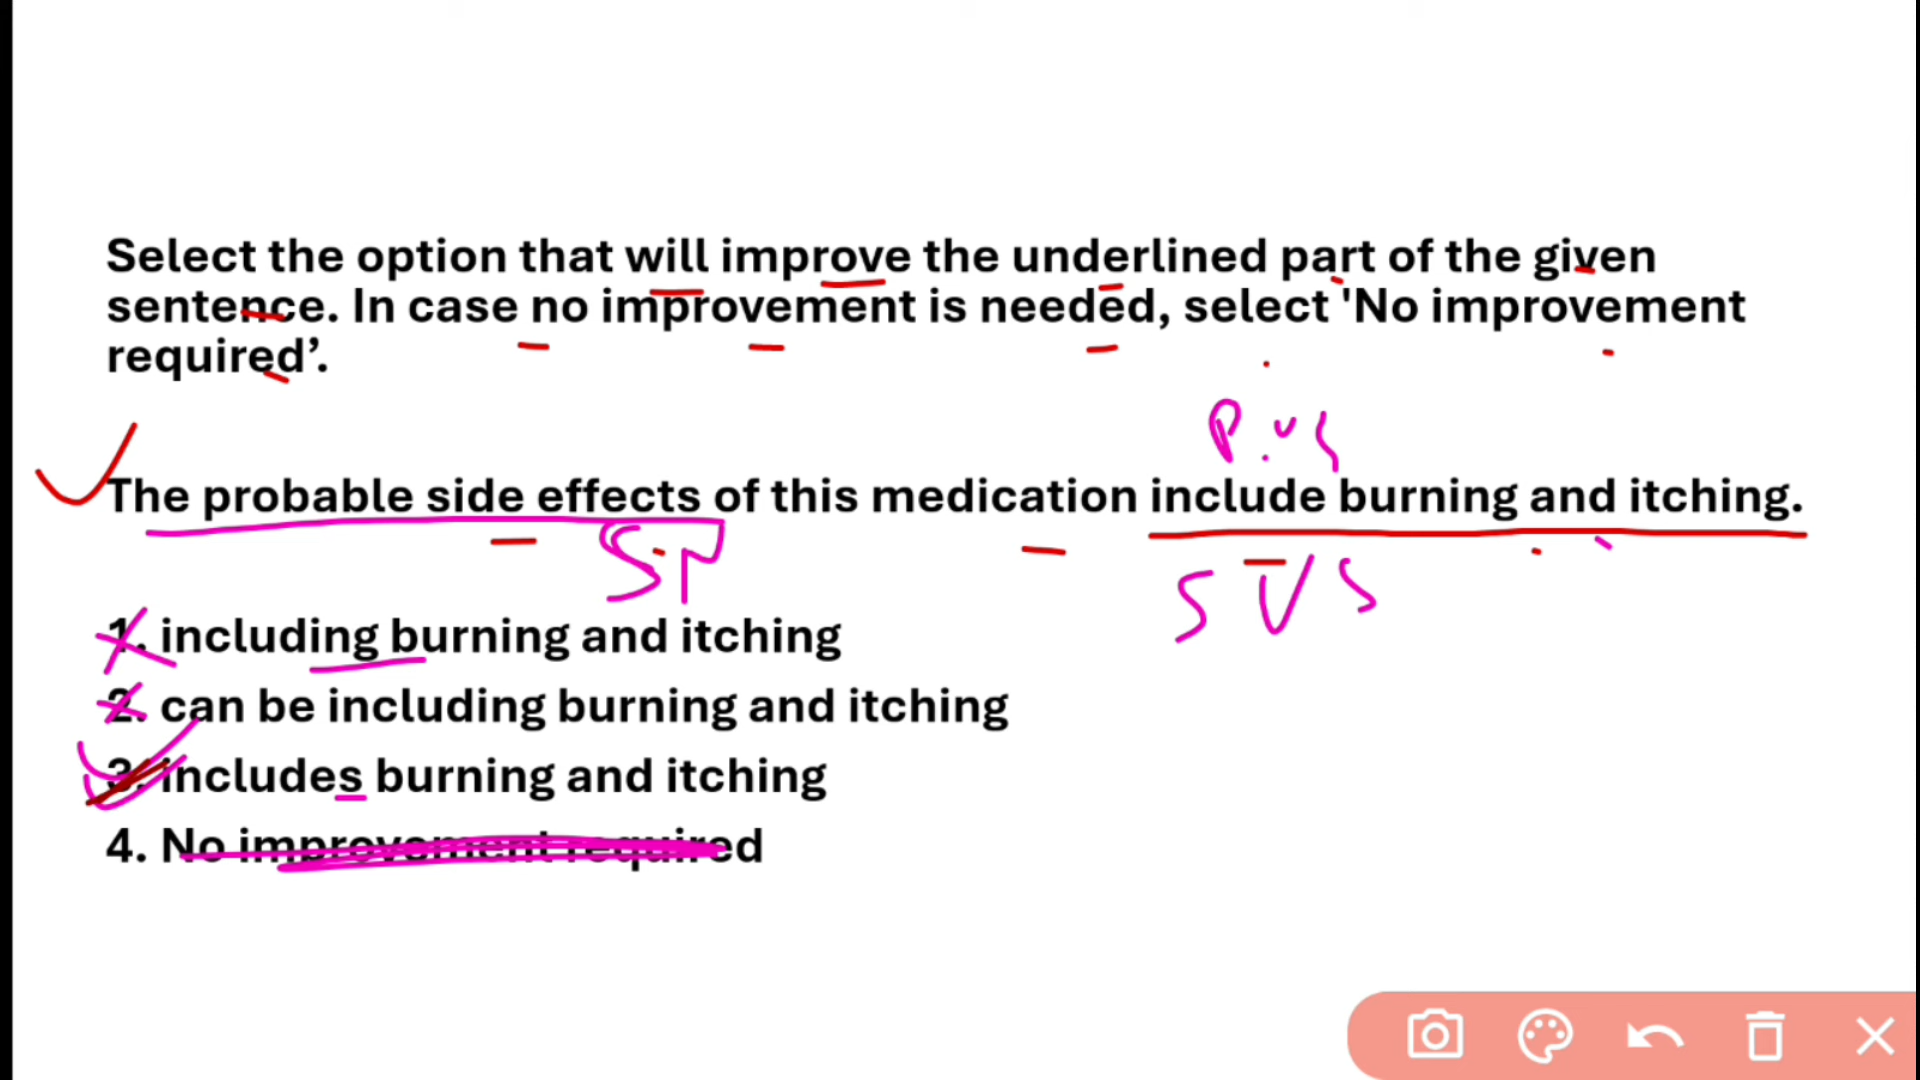 Select the option that will improve the underlined part of the given
sentence. In case no improvement is needed, select 'No improvement
required’.
The probable side effects of this medication include burning and itching.
S V S
1. including burning and itching
2. can be including burning and itching
3. includes burning and itching
4. No improvement required